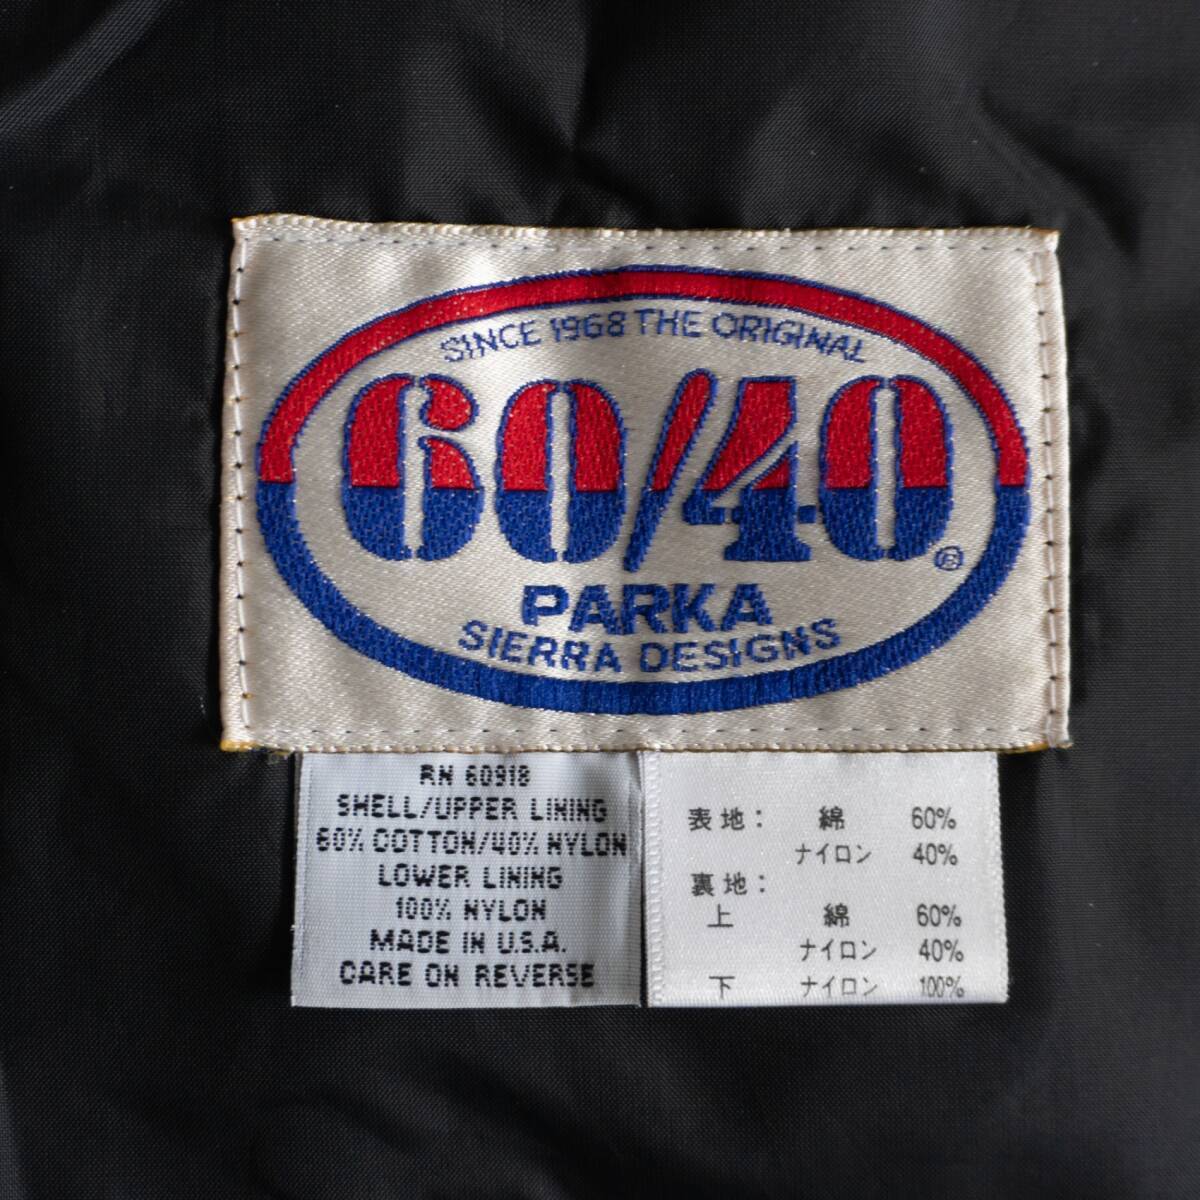 SINCE 1968 THE ORIGINAL
60/40®
PARKA
SIERRA DESIGNS
RN 60918
SHELL/UPPER LINING
60% COTTON/40% NYLON
LOWER LINING
100% NYLON
MADE IN U.S.A.
CARE ON REVERSE
表地： 綿 60%
ナイロン 40%
裏地：
上 綿 60%
ナイロン 40%
下 ナイロン 100%